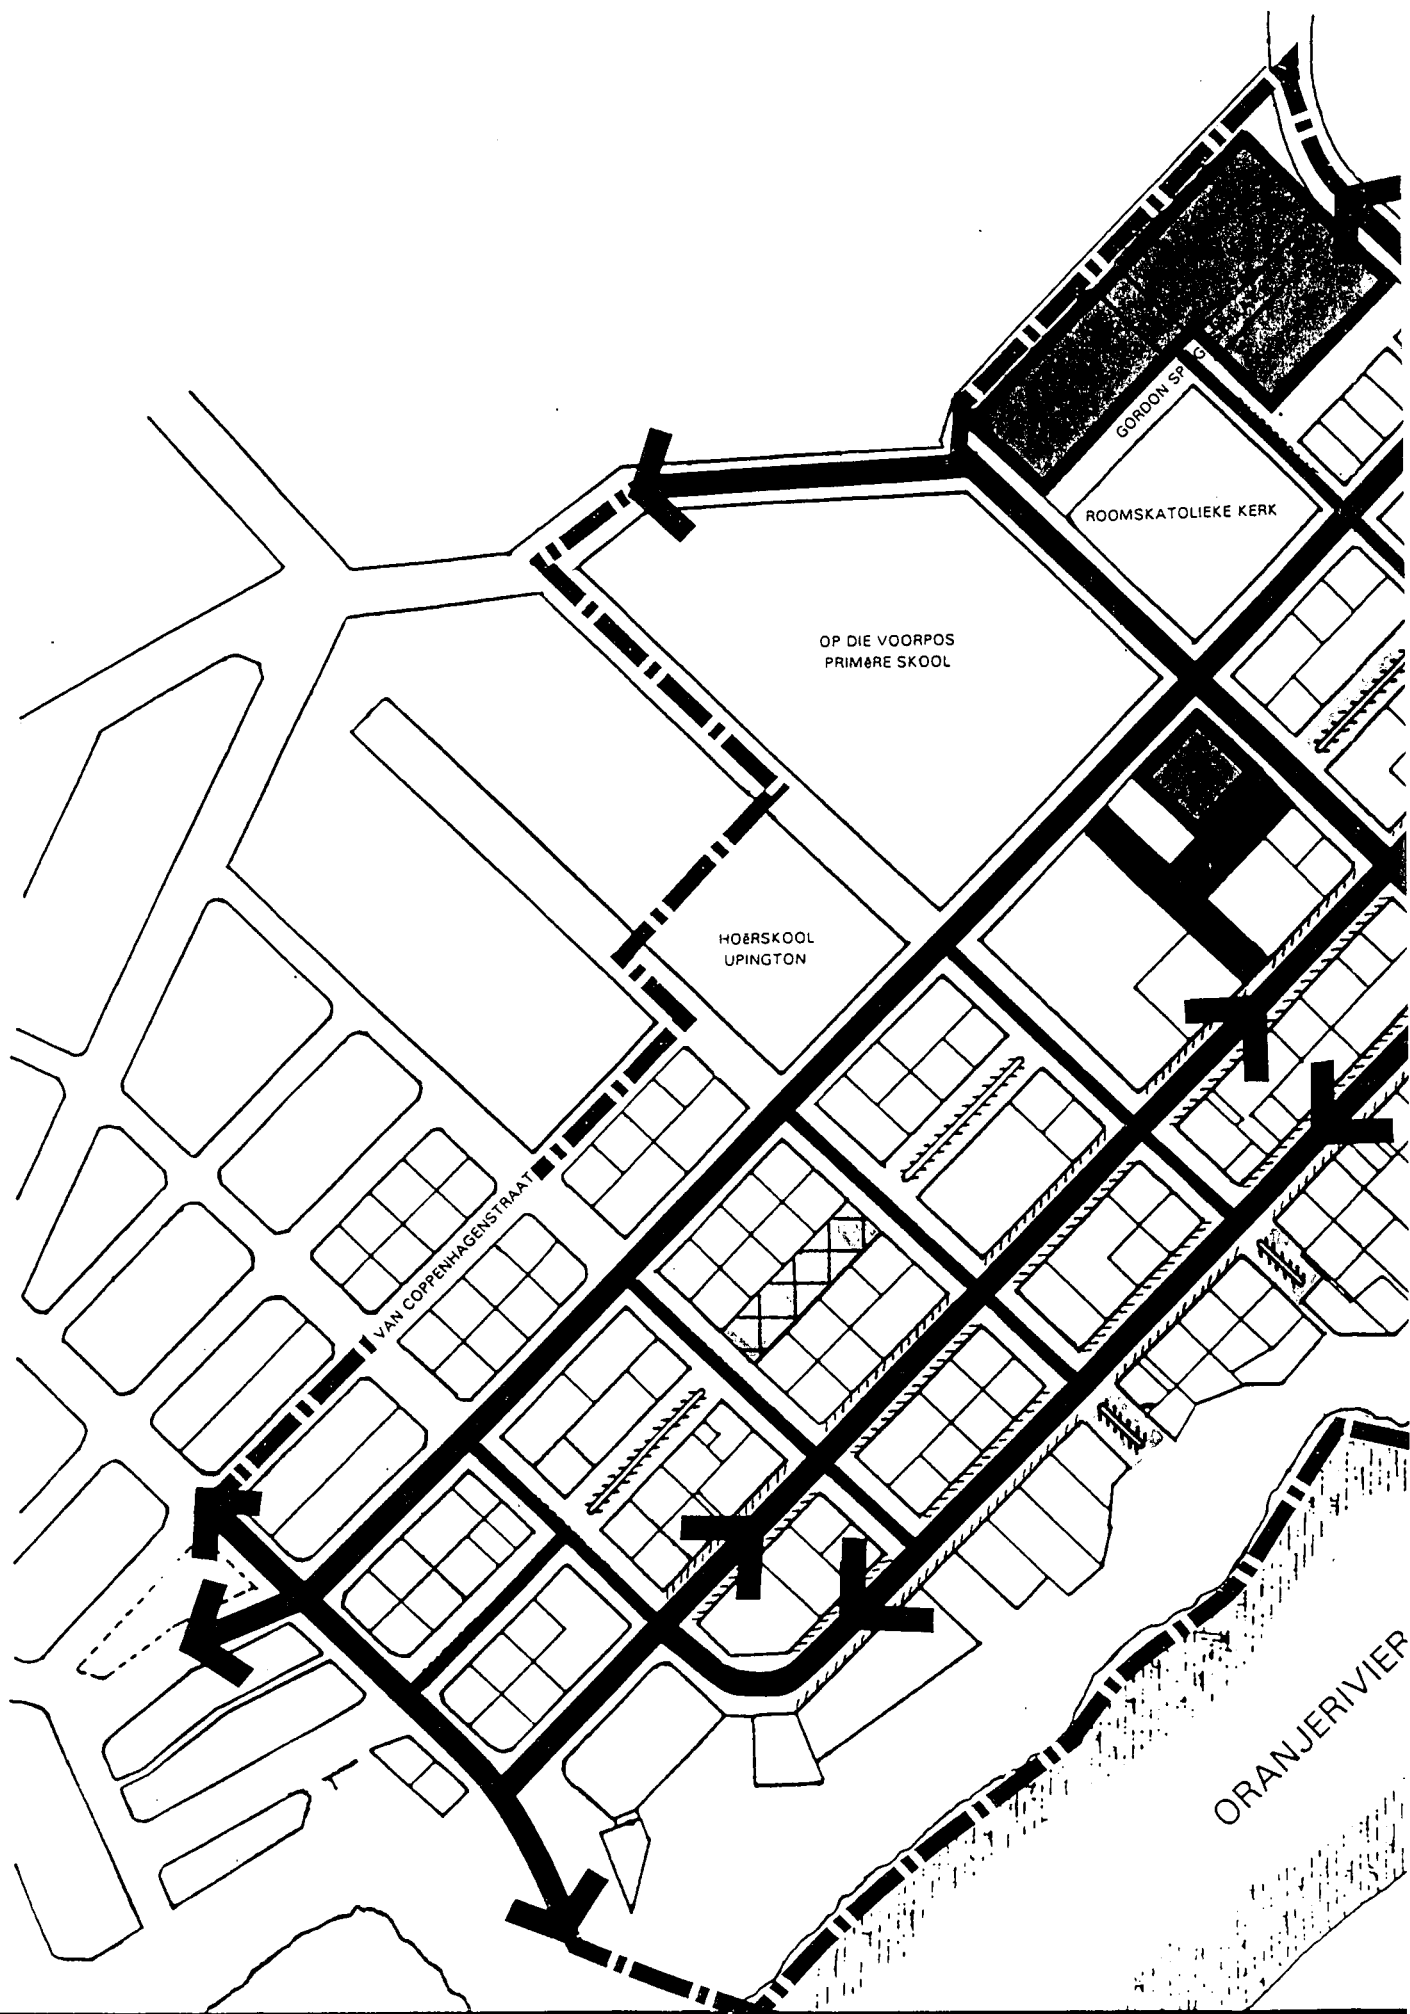 GORDON SP G
ROOMSKATOLIEKE KERK
OP DIE VOORPOS
PRIMêRE SKOOL
HOëRSKOOL
UPINGTON
VAN COPPENHAGENSTRAAT
ORANJERIVIER